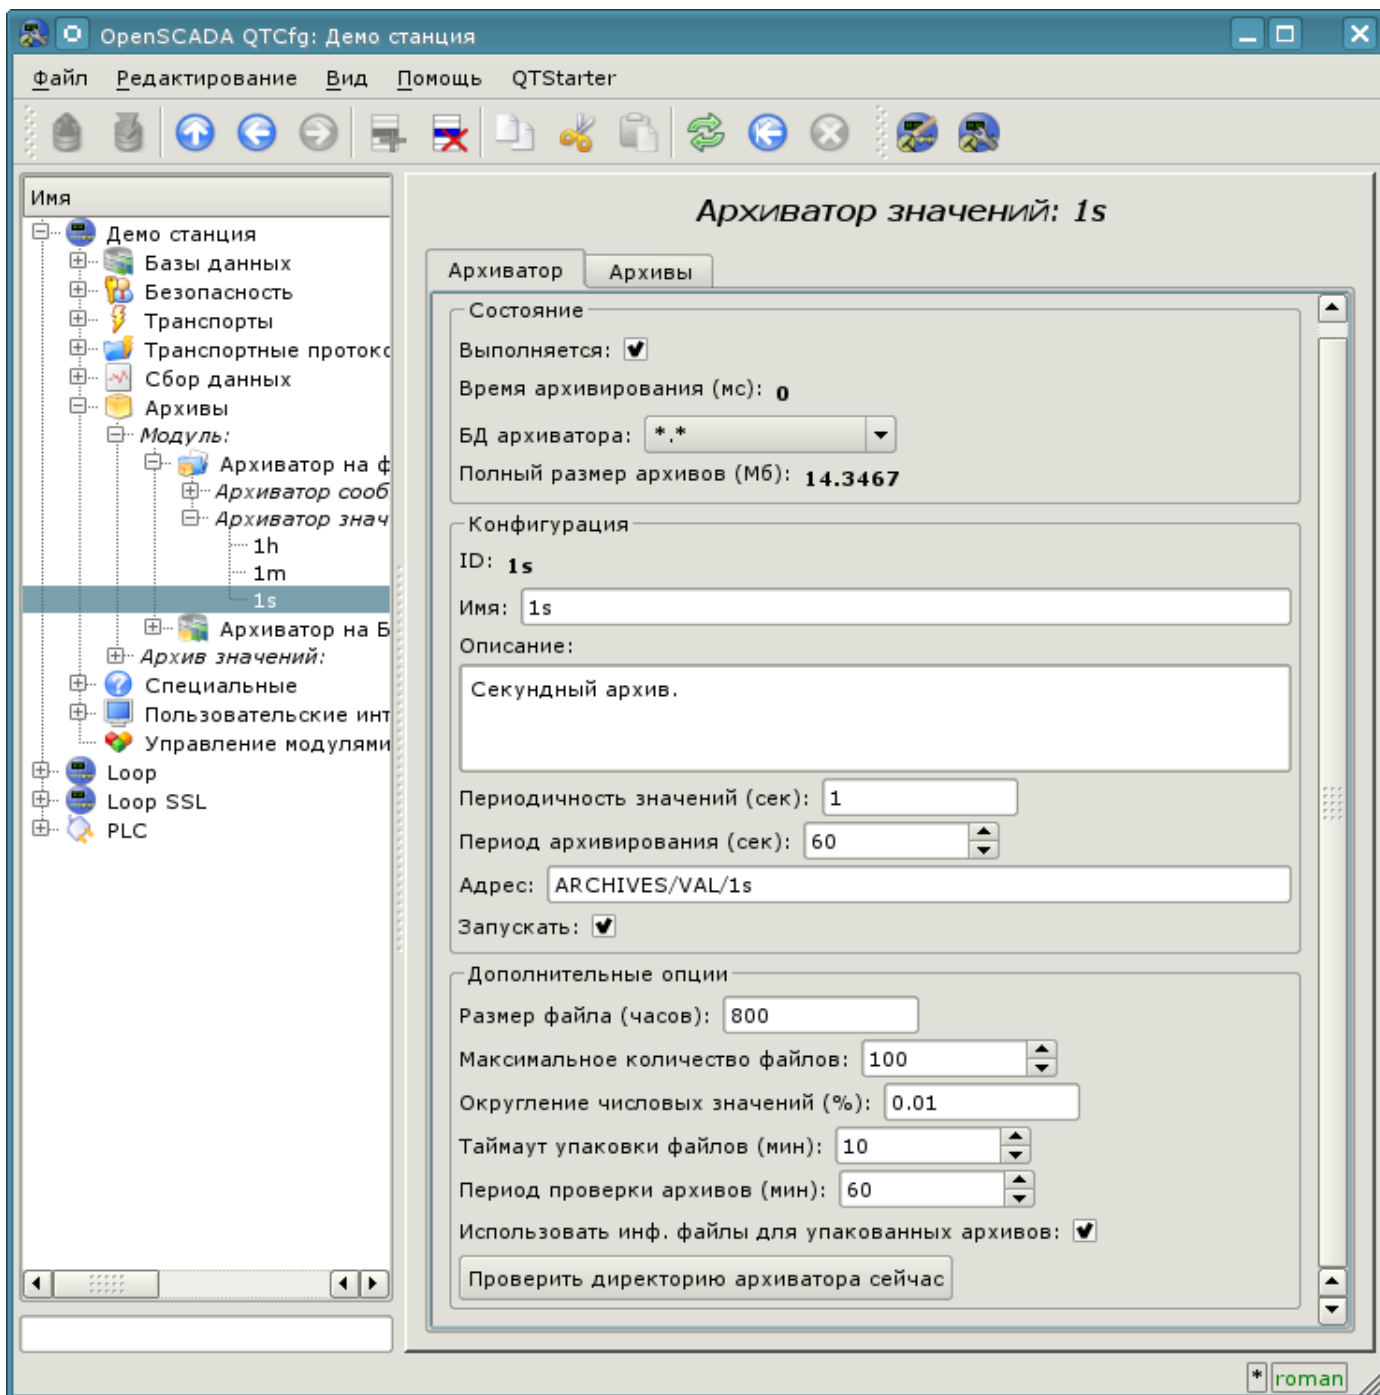 OpenSCADA QTCfg: Демо станция
Файл Редактирование Вид Помощь QTStarter
Имя
Демо станция
Базы данных
Безопасность
Транспорты
Транспортные протокс
Сбор данных
Архивы
Модуль:
Архиватор на ф
Архиватор сооб
Архиватор знач
1h
1m
1s
Архиватор на Б
Архив значений:
Специальные
Пользовательские инт
Управление модулями
Loop
Loop SSL
PLC
Архиватор значений: 1s
Архиватор Архивы
Состояние
Выполняется:
Время архивирования (мс): 0
БД архиватора: *.*
Полный размер архивов (Мб): 14.3467
Конфигурация
ID: 1s
Имя: 1s
Описание:
Секундный архив.
Периодичность значений (сек): 1
Период архивирования (сек): 60
Адрес: ARCHIVES/VAL/1s
Запускать:
Дополнительные опции
Размер файла (часов): 800
Максимальное количество файлов: 100
Округление числовых значений (%): 0.01
Таймаут упаковки файлов (мин): 10
Период проверки архивов (мин): 60
Использовать инф. файлы для упакованных архивов:
Проверить директорию архиватора сейчас
* roman